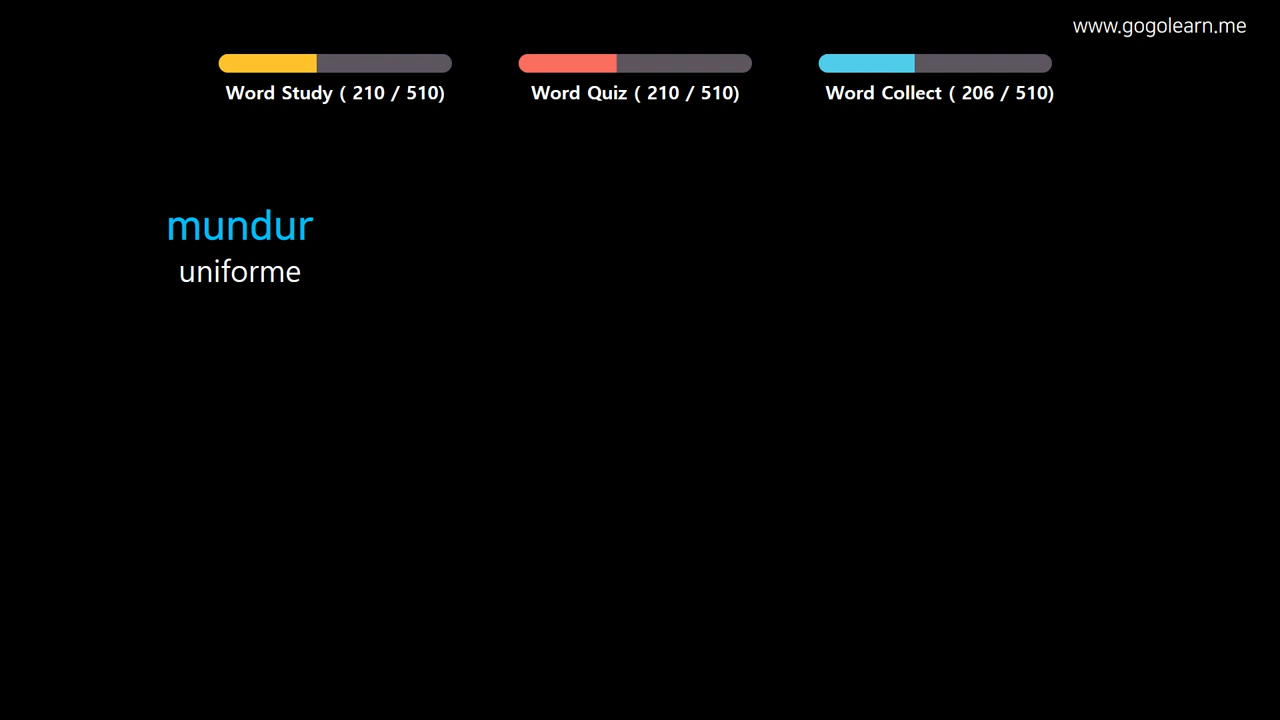 www.gogolearn.me
Word Study ( 210 / 510)
Word Quiz ( 210 / 510)
Word Collect ( 206 / 510)
mundur
uniforme